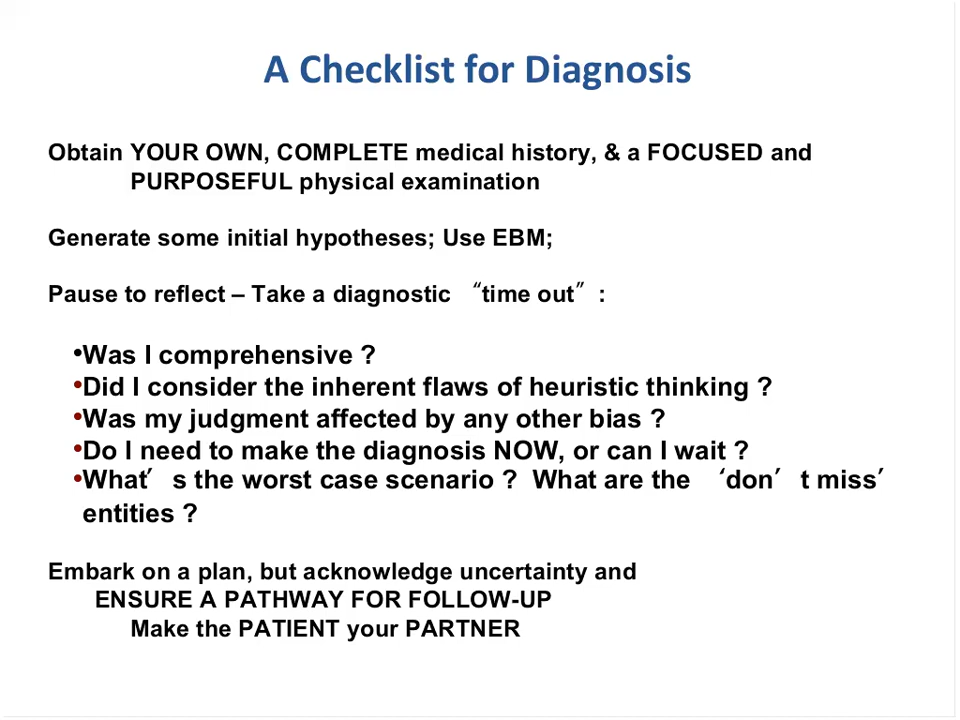 A Checklist for Diagnosis
Obtain YOUR OWN, COMPLETE medical history, & a FOCUSED and
PURPOSEFUL physical examination
Generate some initial hypotheses; Use EBM;
Pause to reflect – Take a diagnostic “time out” :
•Was I comprehensive ?
•Did I consider the inherent flaws of heuristic thinking ?
•Was my judgment affected by any other bias ?
•Do I need to make the diagnosis NOW, or can I wait ?
•What’ s the worst case scenario ? What are the ‘don’ t miss’
entities ?
Embark on a plan, but acknowledge uncertainty and
ENSURE A PATHWAY FOR FOLLOW-UP
Make the PATIENT your PARTNER